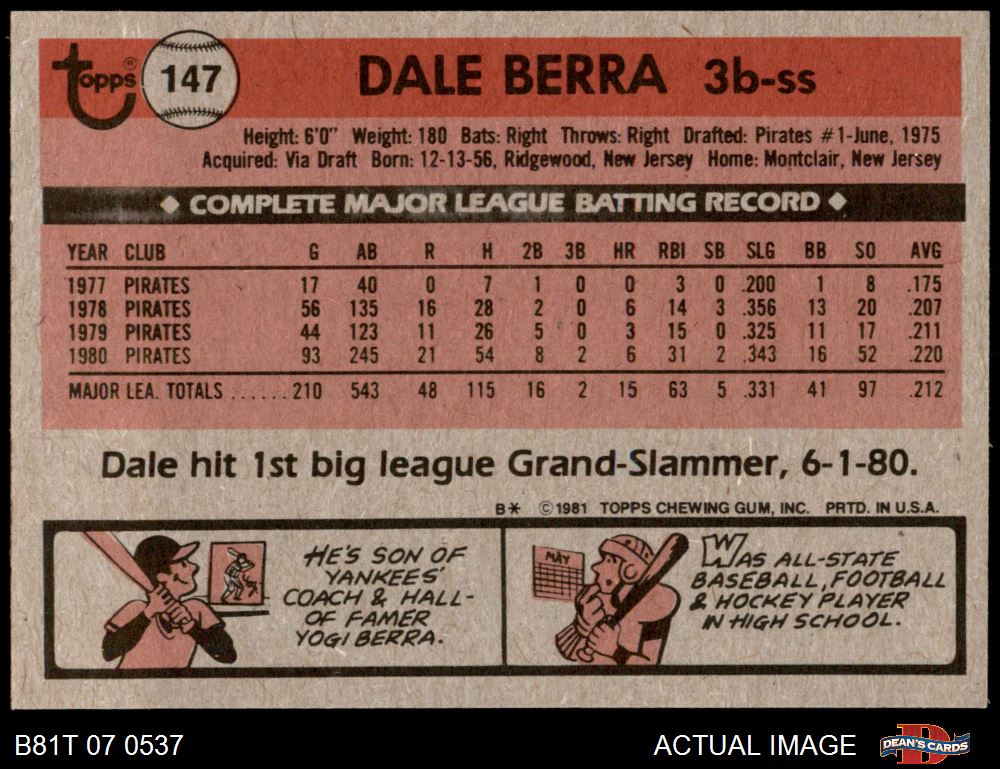 Topps® 147 DALE BERRA 3b-ss
Height: 6'0" Weight: 180 Bats: Right Throws: Right Drafted: Pirates #1-June, 1975
Acquired: Via Draft Born: 12-13-56, Ridgewood, New Jersey Home: Montclair, New Jersey
◆ COMPLETE MAJOR LEAGUE BATTING RECORD ◆
YEAR CLUB G AB R H 2B 3B HR RBI SB SLG BB SO AVG
1977 PIRATES 17 40 0 7 1 0 0 3 0 .200 1 8 .175
1978 PIRATES 56 135 16 28 2 0 6 14 3 .356 13 20 .207
1979 PIRATES 44 123 11 26 5 0 3 15 0 .325 11 17 .211
1980 PIRATES 93 245 21 54 8 2 6 31 2 .343 16 52 .220
MAJOR LEA. TOTALS ......210 543 48 115 16 2 15 63 5 .331 41 97 .212
Dale hit 1st big league Grand-Slammer, 6-1-80.
B* ©1981 TOPPS CHEWING GUM, INC. PRTD. IN U.S.A.
HE'S SON OF
YANKEES'
COACH & HALL-
OF FAMER
YOGI BERRA.
MAY
WAS ALL-STATE
BASEBALL, FOOTBALL
& HOCKEY PLAYER
IN HIGH SCHOOL.
B81T 07 0537 ACTUAL IMAGE DEAN'S CARDS